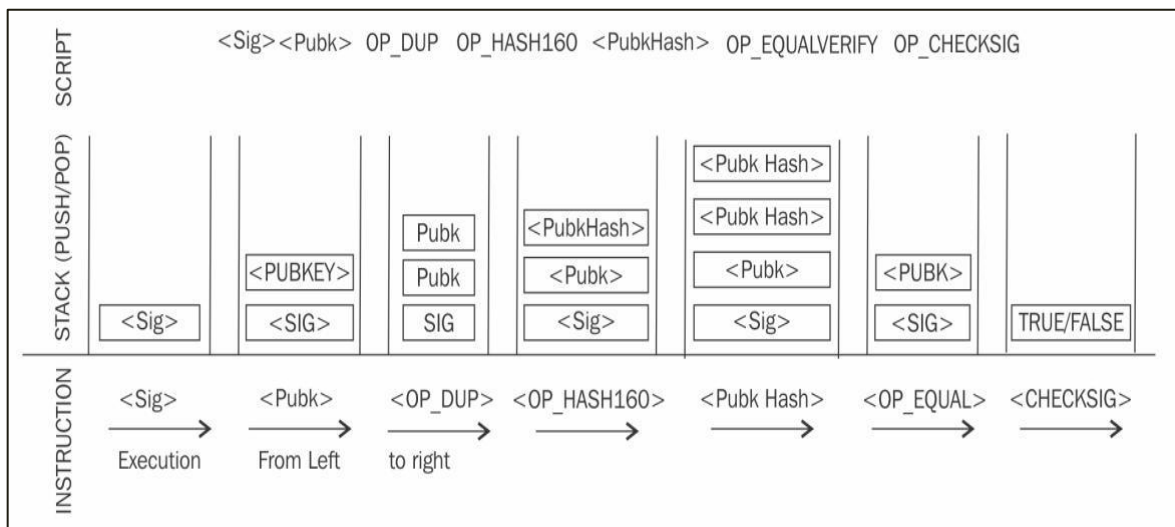 SCRIPT
<Sig><Pubk> OP_DUP OP_HASH160 <PubkHash> OP_EQUALVERIFY OP_CHECKSIG
STACK (PUSH/POP)
<Sig>
<PUBKEY>
<SIG>
Pubk
Pubk
SIG
<PubkHash>
<Pubk>
<Sig>
<Pubk Hash>
<Pubk Hash>
<Pubk>
<Sig>
<PUBK>
<SIG>
TRUE/FALSE
INSTRUCTION
<Sig> <Pubk> <OP_DUP> <OP_HASH160> <Pubk Hash> <OP_EQUAL> <CHECKSIG>
Execution From Left to right